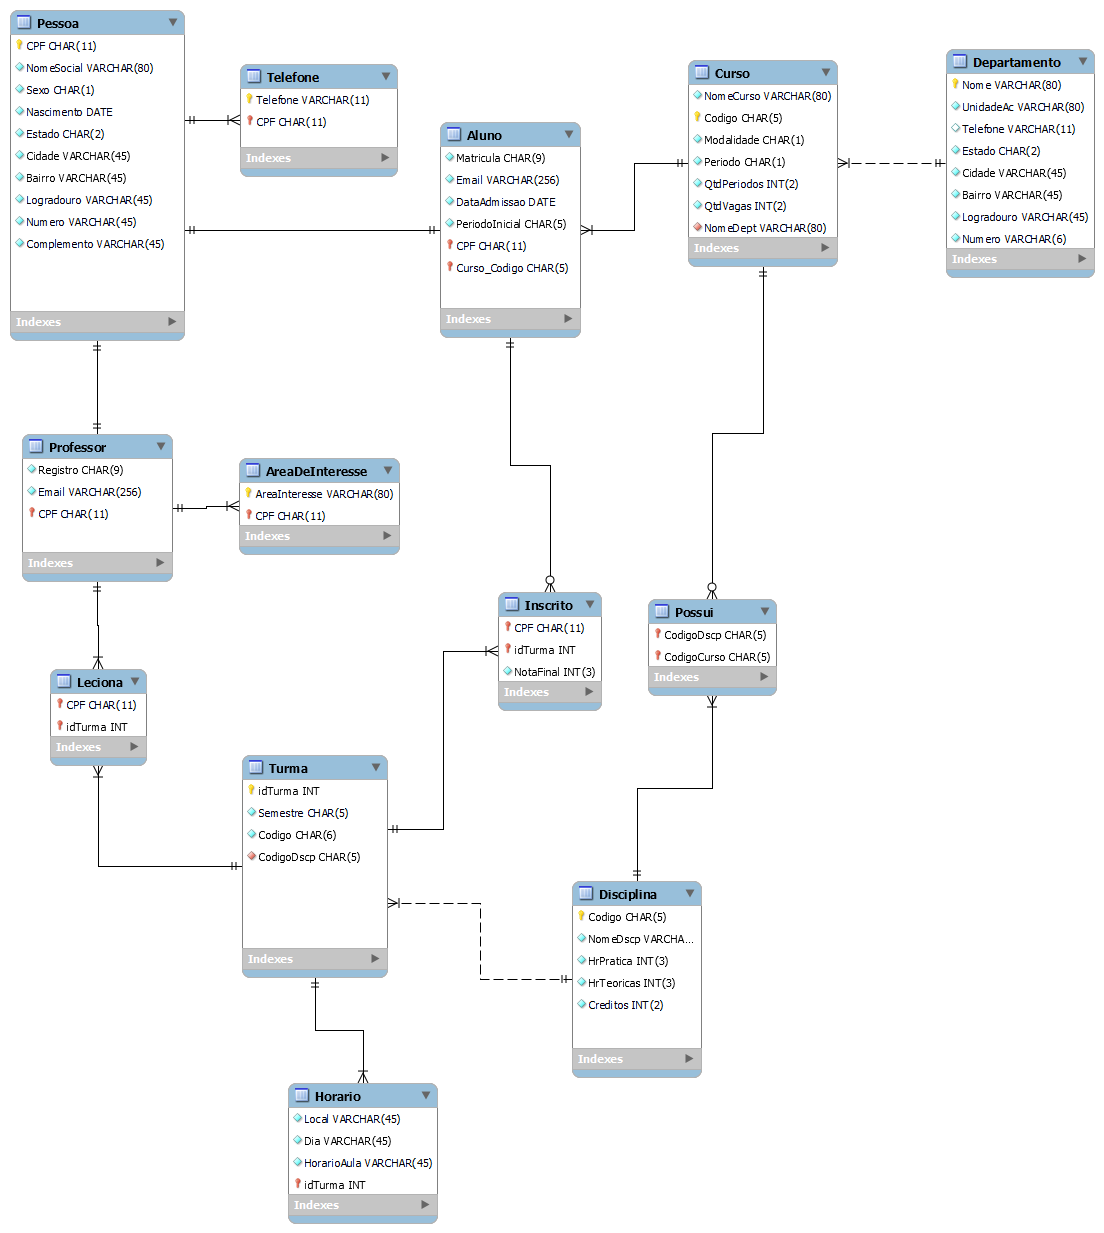 Pessoa
CPF CHAR(11)
NomeSocial VARCHAR(80)
Sexo CHAR(1)
Nascimento DATE
Estado CHAR(2)
Cidade VARCHAR(45)
Bairro VARCHAR(45)
Logradouro VARCHAR(45)
Numero VARCHAR(45)
Complemento VARCHAR(45)
Indexes
Telefone
Telefone VARCHAR(11)
CPF CHAR(11)
Indexes
Aluno
Matricula CHAR(9)
Email VARCHAR(256)
DataAdmissao DATE
PeriodoInicial CHAR(5)
CPF CHAR(11)
Curso_Codigo CHAR(5)
Indexes
Curso
NomeCurso VARCHAR(80)
Codigo CHAR(5)
Modalidade CHAR(1)
Periodo CHAR(1)
QtdPeriodos INT(2)
QtdVagas INT(2)
NomeDept VARCHAR(80)
Indexes
Departamento
Nome VARCHAR(80)
UnidadeAc VARCHAR(80)
Telefone VARCHAR(11)
Estado CHAR(2)
Cidade VARCHAR(45)
Bairro VARCHAR(45)
Logradouro VARCHAR(45)
Numero VARCHAR(6)
Indexes
Professor
Registro CHAR(9)
Email VARCHAR(256)
CPF CHAR(11)
Indexes
AreaDeInteresse
AreaInteresse VARCHAR(80)
CPF CHAR(11)
Indexes
Inscrito
CPF CHAR(11)
idTurma INT
NotaFinal INT(3)
Indexes
Possui
CodigoDscp CHAR(5)
CodigoCurso CHAR(5)
Indexes
Leciona
CPF CHAR(11)
idTurma INT
Indexes
Turma
idTurma INT
Semestre CHAR(5)
Codigo CHAR(6)
CodigoDscp CHAR(5)
Indexes
Disciplina
Codigo CHAR(5)
NomeDscp VARCHA...
HrPratica INT(3)
HrTeoricas INT(3)
Creditos INT(2)
Indexes
Horario
Local VARCHAR(45)
Dia VARCHAR(45)
HorarioAula VARCHAR(45)
idTurma INT
Indexes